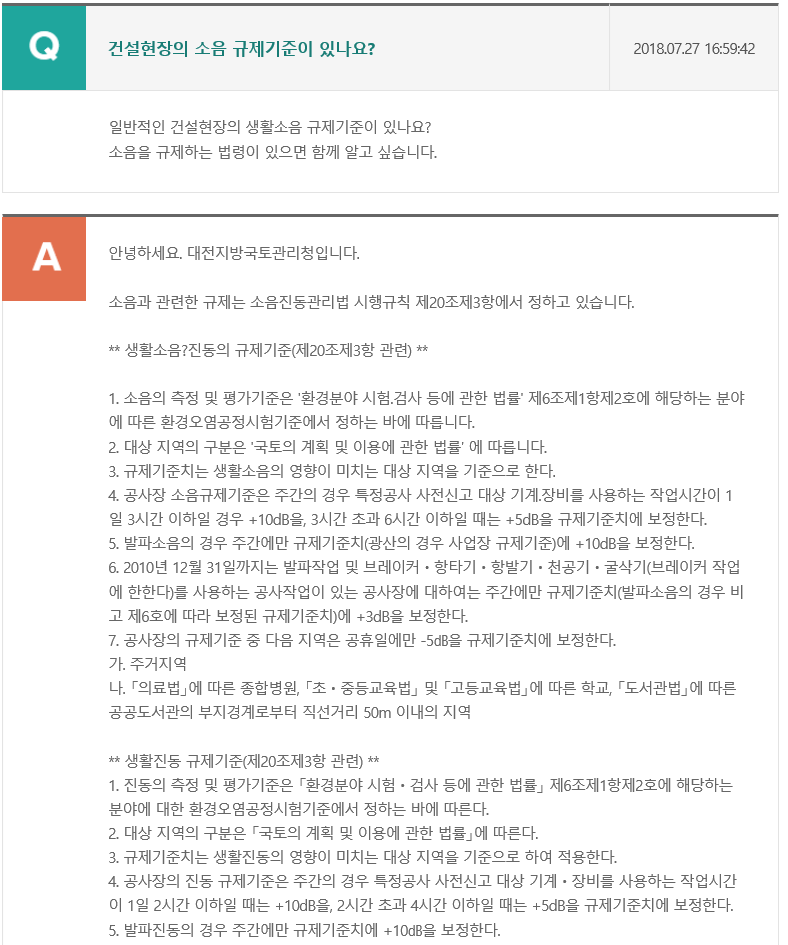 Q
건설현장의 소음 규제기준이 있나요?
2018.07.27 16:59:42
일반적인 건설현장의 생활소음 규제기준이 있나요?
소음을 규제하는 법령이 있으면 함께 알고 싶습니다.
A
안녕하세요. 대전지방국토관리청입니다.
소음과 관련한 규제는 소음진동관리법 시행규칙 제20조제3항에서 정하고 있습니다.
** 생활소음?진동의 규제기준(제20조제3항 관련) **
1. 소음의 측정 및 평가기준은 '환경분야 시험.검사 등에 관한 법률' 제6조제1항제2호에 해당하는 분야
에 따른 환경오염공정시험기준에서 정하는 바에 따릅니다.
2. 대상 지역의 구분은 '국토의 계획 및 이용에 관한 법률' 에 따릅니다.
3. 규제기준치는 생활소음의 영향이 미치는 대상 지역을 기준으로 한다.
4. 공사장 소음규제기준은 주간의 경우 특정공사 사전신고 대상 기계.장비를 사용하는 작업시간이 1
일 3시간 이하일 경우 +10dB을, 3시간 초과 6시간 이하일 때는 +5dB을 규제기준치에 보정한다.
5. 발파소음의 경우 주간에만 규제기준치(광산의 경우 사업장 규제기준)에 +10dB을 보정한다.
6. 2010년 12월 31일까지는 발파작업 및 브레이커・항타기・항발기・천공기・굴삭기(브레이커 작업
에 한한다)를 사용하는 공사작업이 있는 공사장에 대하여는 주간에만 규제기준치(발파소음의 경우 비
고 제6호에 따라 보정된 규제기준치)에 +3dB을 보정한다.
7. 공사장의 규제기준 중 다음 지역은 공휴일에만 -5㏈을 규제기준치에 보정한다.
가. 주거지역
나. 「의료법」에 따른 종합병원, 「초・중등교육법」 및 「고등교육법」에 따른 학교, 「도서관법」에 따른
공공도서관의 부지경계로부터 직선거리 50m 이내의 지역
** 생활진동 규제기준(제20조제3항 관련) **
1. 진동의 측정 및 평가기준은 「환경분야 시험・검사 등에 관한 법률」 제6조제1항제2호에 해당하는
분야에 대한 환경오염공정시험기준에서 정하는 바에 따른다.
2. 대상 지역의 구분은 「국토의 계획 및 이용에 관한 법률」에 따른다.
3. 규제기준치는 생활진동의 영향이 미치는 대상 지역을 기준으로 하여 적용한다.
4. 공사장의 진동 규제기준은 주간의 경우 특정공사 사전신고 대상 기계・장비를 사용하는 작업시간
이 1일 2시간 이하일 때는 +10㏈을, 2시간 초과 4시간 이하일 때는 +5㏈을 규제기준치에 보정한다.
5. 발파진동의 경우 주간에만 규제기준치에 +10㏈을 보정한다.